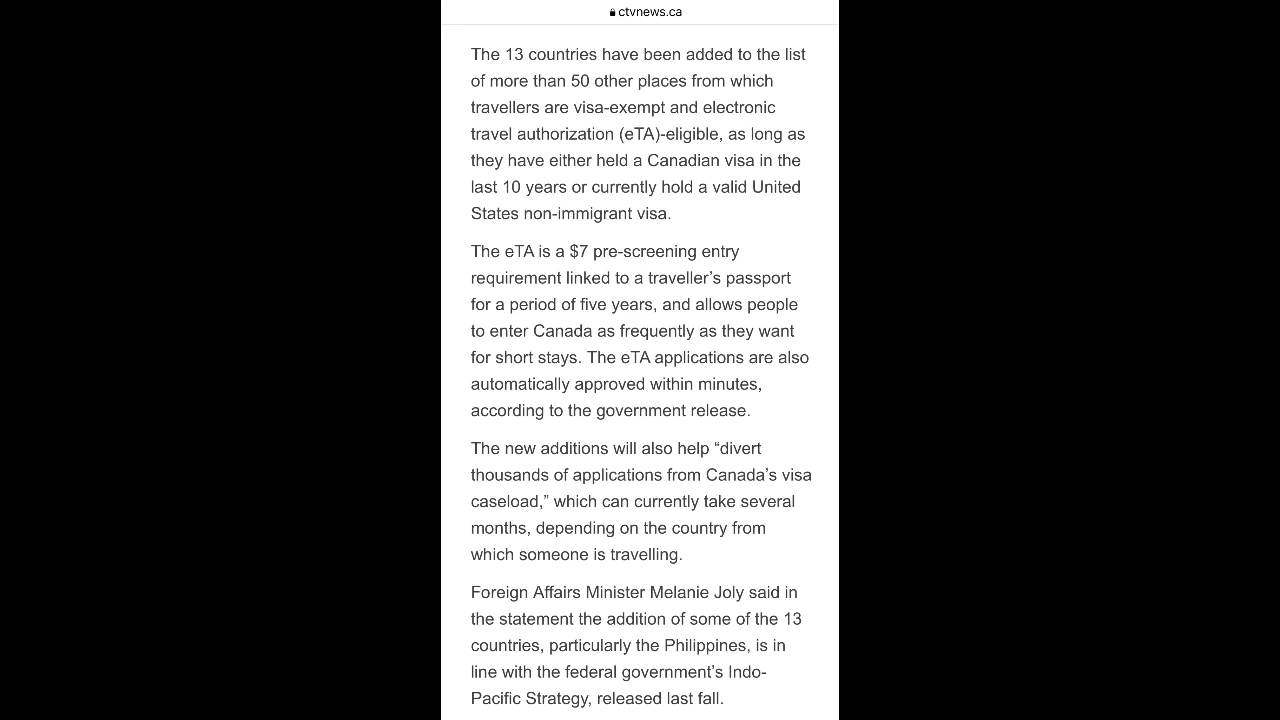 ctvnews.ca
The 13 countries have been added to the list
of more than 50 other places from which
travellers are visa-exempt and electronic
travel authorization (eTA)-eligible, as long as
they have either held a Canadian visa in the
last 10 years or currently hold a valid United
States non-immigrant visa.
The eTA is a $7 pre-screening entry
requirement linked to a traveller’s passport
for a period of five years, and allows people
to enter Canada as frequently as they want
for short stays. The eTA applications are also
automatically approved within minutes,
according to the government release.
The new additions will also help “divert
thousands of applications from Canada’s visa
caseload,” which can currently take several
months, depending on the country from
which someone is travelling.
Foreign Affairs Minister Melanie Joly said in
the statement the addition of some of the 13
countries, particularly the Philippines, is in
line with the federal government’s Indo-
Pacific Strategy, released last fall.